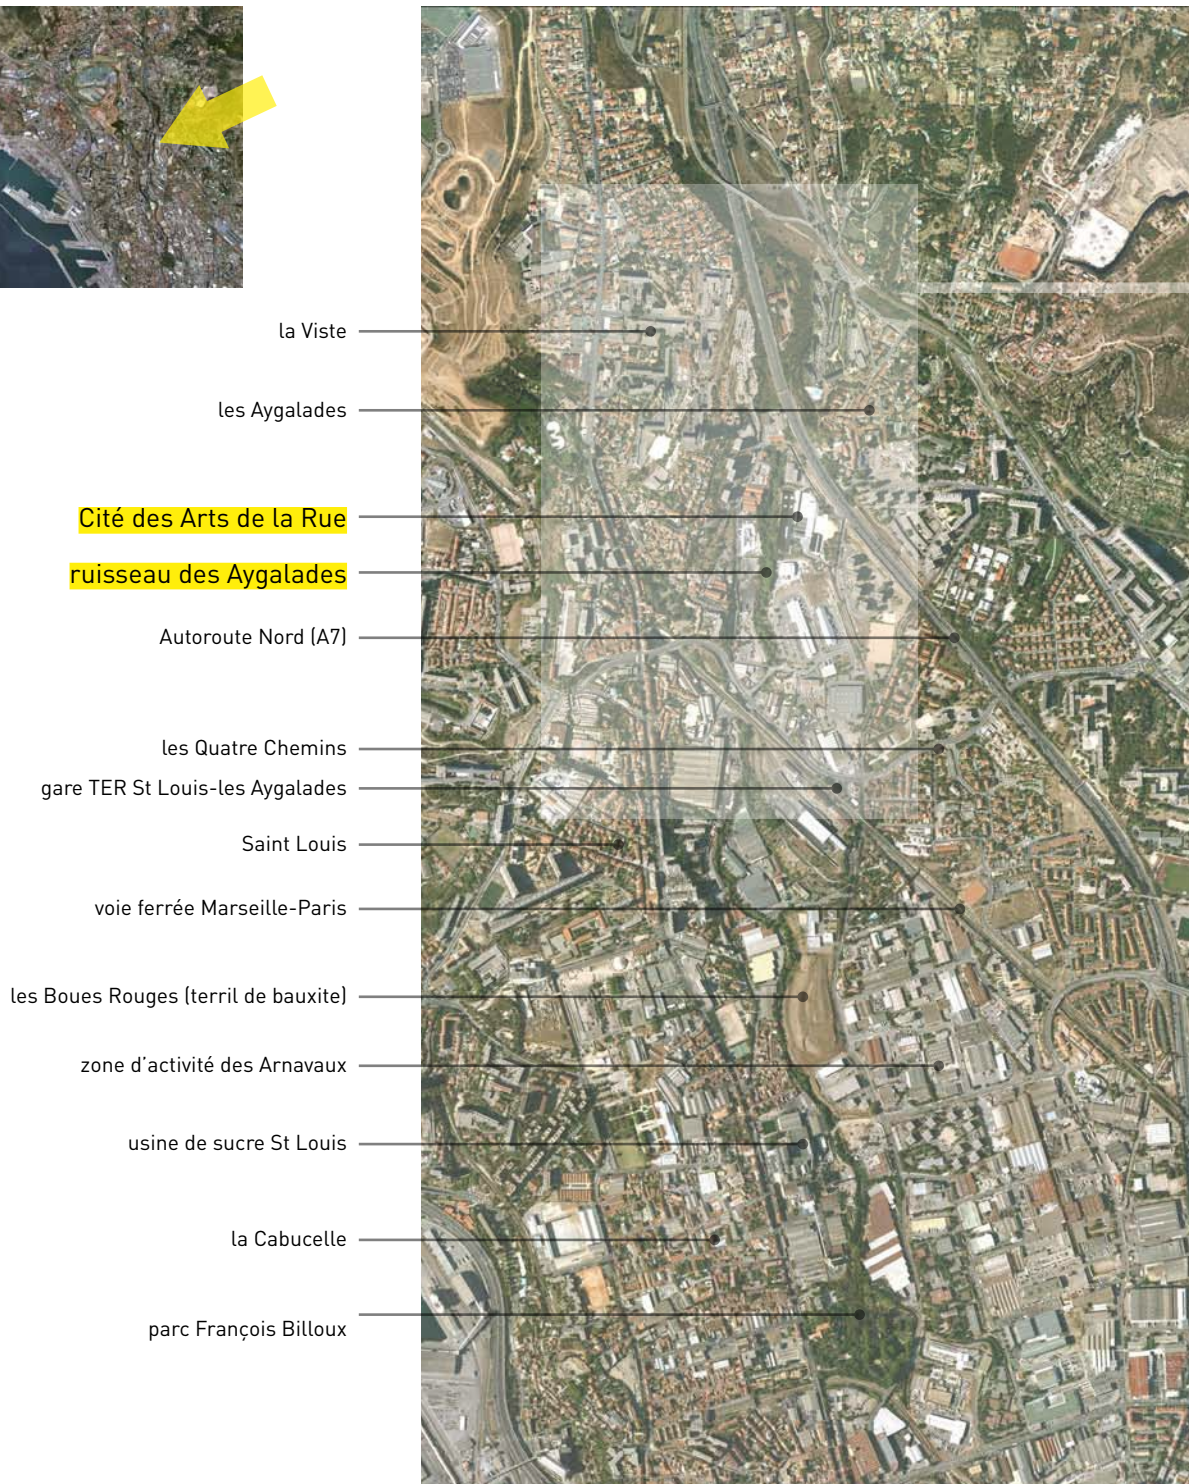 la Viste
les Aygalades
Cité des Arts de la Rue
ruisseau des Aygalades
Autoroute Nord (A7)
les Quatre Chemins
gare TER St Louis-les Aygalades
Saint Louis
voie ferrée Marseille-Paris
les Boues Rouges (terril de bauxite)
zone d'activité des Arnavaux
usine de sucre St Louis
la Cabucelle
parc François Billoux